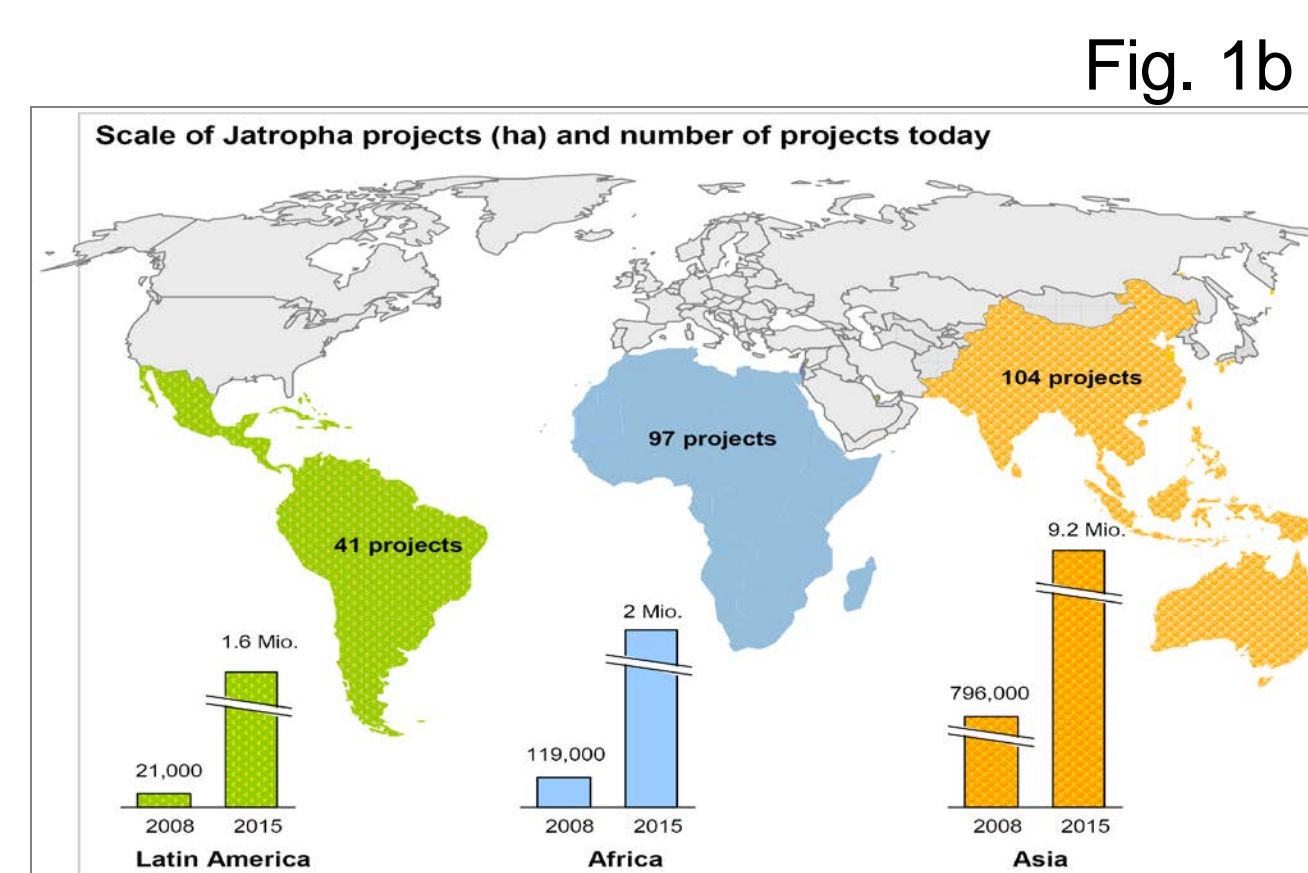 Fig. 1b
Scale of Jatropha projects (ha) and number of projects today
104 projects
97 projects
41 projects
9.2 Mio.
2 Mio.
1.6 Mio.
796,000
119,000
21,000
2008 2015
2008 2015
2008 2015
Latin America
Africa
Asia